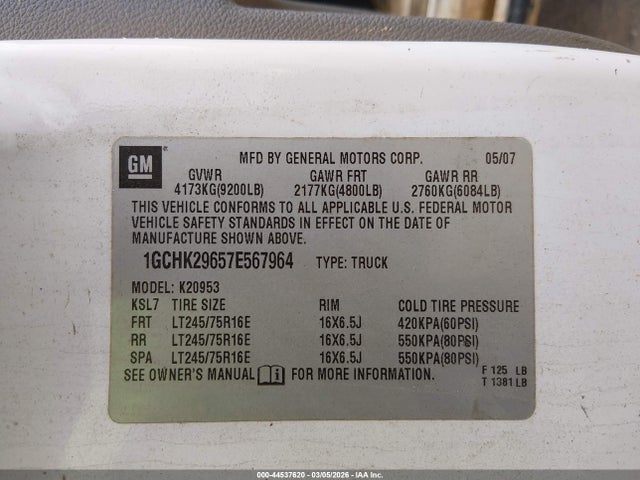 GM
MFD BY GENERAL MOTORS CORP. 05/07
GVWR GAWR FRT GAWR RR
4173KG(9200LB) 2177KG(4800LB) 2760KG(6084LB)
THIS VEHICLE CONFORMS TO ALL APPLICABLE U.S. FEDERAL MOTOR
VEHICLE SAFETY STANDARDS IN EFFECT ON THE DATE OF
MANUFACTURE SHOWN ABOVE.
1GCHK29657E567964 TYPE: TRUCK
MODEL: K20953
KSL7 TIRE SIZE RIM COLD TIRE PRESSURE
FRT LT245/75R16E 16X6.5J 420KPA(60PSI)
RR LT245/75R16E 16X6.5J 550KPA(80PSI)
SPA LT245/75R16E 16X6.5J 550KPA(80PSI)
SEE OWNER'S MANUAL FOR MORE INFORMATION.
F 125 LB
T 1381 LB
000-44537620 - 03/05/2026 - IAAI, Inc.